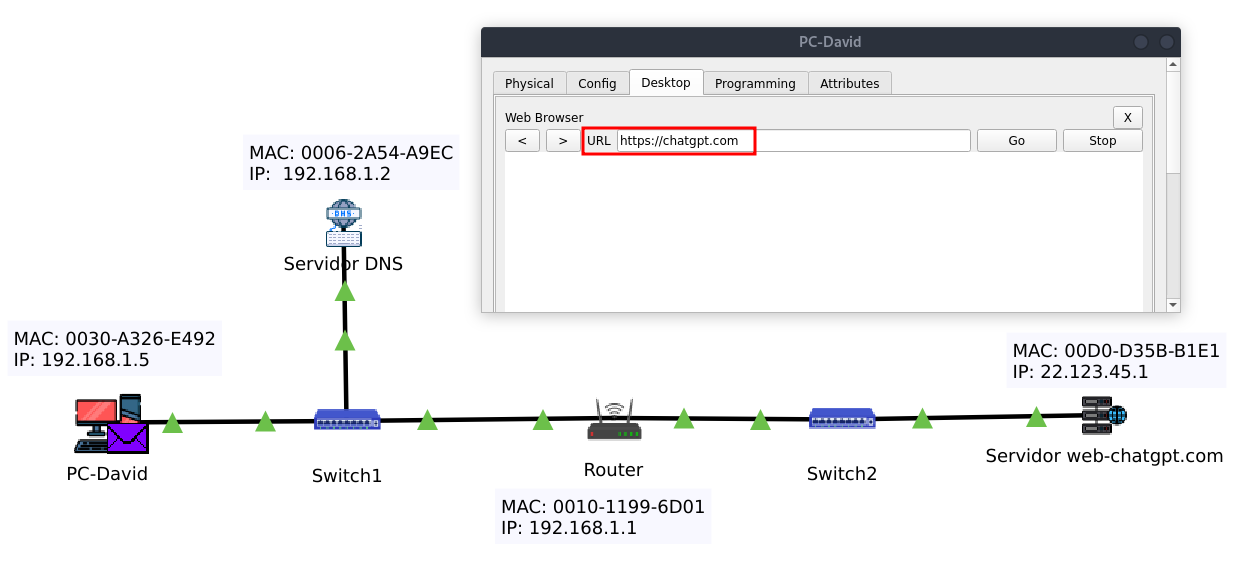 PC-David
Physical
Config
Desktop
Programming
Attributes
Web Browser
X
<
>
URL
https://chatgpt.com
Go
Stop
MAC: 0006-2A54-A9EC
IP:  192.168.1.2
DNS
Servidor DNS
MAC: 0030-A326-E492
IP: 192.168.1.5
PC-David
Switch1
Router
MAC: 0010-1199-6D01
IP: 192.168.1.1
Switch2
MAC: 00D0-D35B-B1E1
IP: 22.123.45.1
Servidor web-chatgpt.com